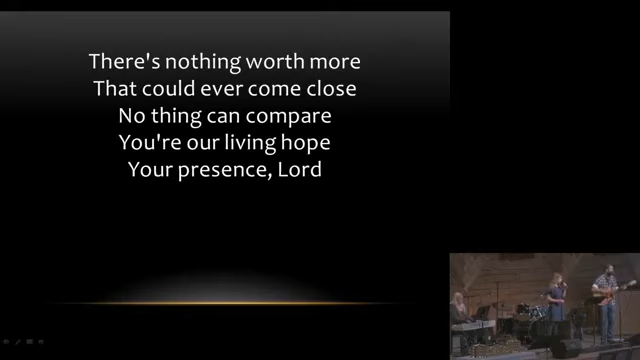 There's nothing worth more
That could ever come close
No thing can compare
You're our living hope
Your presence, Lord